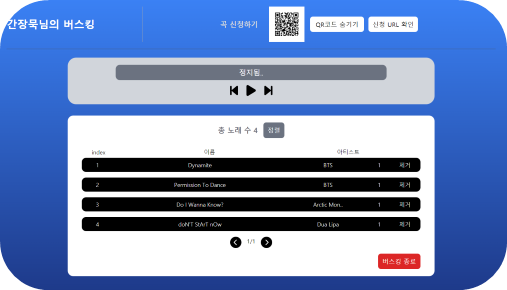 간장묵님의 버스킹
곡 신청하기 QR코드 숨기기 신청 URL 확인
정지됨.
총 노래 수 4 정렬
index 이름 아티스트
1 Dynamite BTS 1 제거
2 Permission To Dance BTS 1 제거
3 Do I Wanna Know? Arctic Mon.. 1 제거
4 doN'T StArT nOw Dua Lipa 1 제거
1/1
버스킹 종료